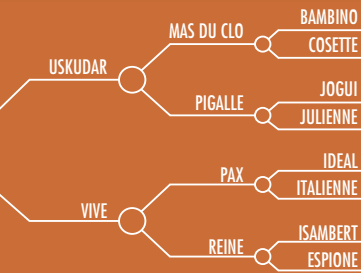 BAMBINO
MAS DU CLO
COSETTE
USKUDAR
JOGUI
PIGALLE
JULIENNE
IDEAL
PAX
ITALIENNE
VIVE
ISAMBERT
REINE
ESPIONE